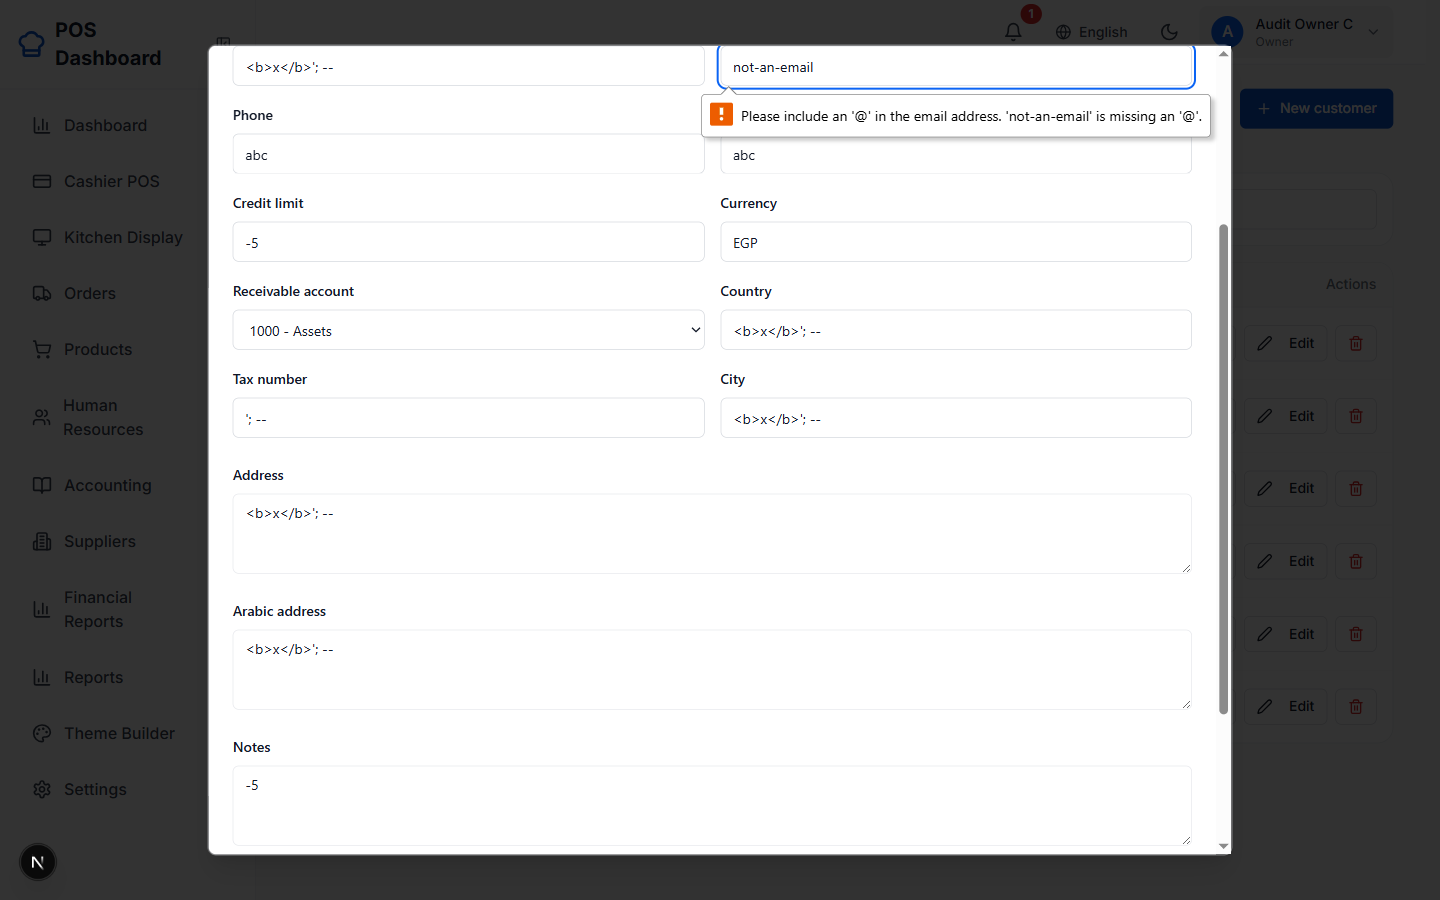 POS
Dashboard
1
English
A
Audit Owner C
Owner
Dashboard
Cashier POS
Kitchen Display
Orders
Products
Human
Resources
Accounting
Suppliers
Financial
Reports
Reports
Theme Builder
Settings
N
New customer
Actions
Edit
Edit
Edit
Edit
Edit
Edit
<b>x</b>'; --
not-an-email
! Please include an '@' in the email address. 'not-an-email' is missing an '@'.
Phone
abc
abc
Credit limit
Currency
-5
EGP
Receivable account
Country
1000 - Assets
<b>x</b>'; --
Tax number
City
'; --
<b>x</b>'; --
Address
<b>x</b>'; --
Arabic address
<b>x</b>'; --
Notes
-5